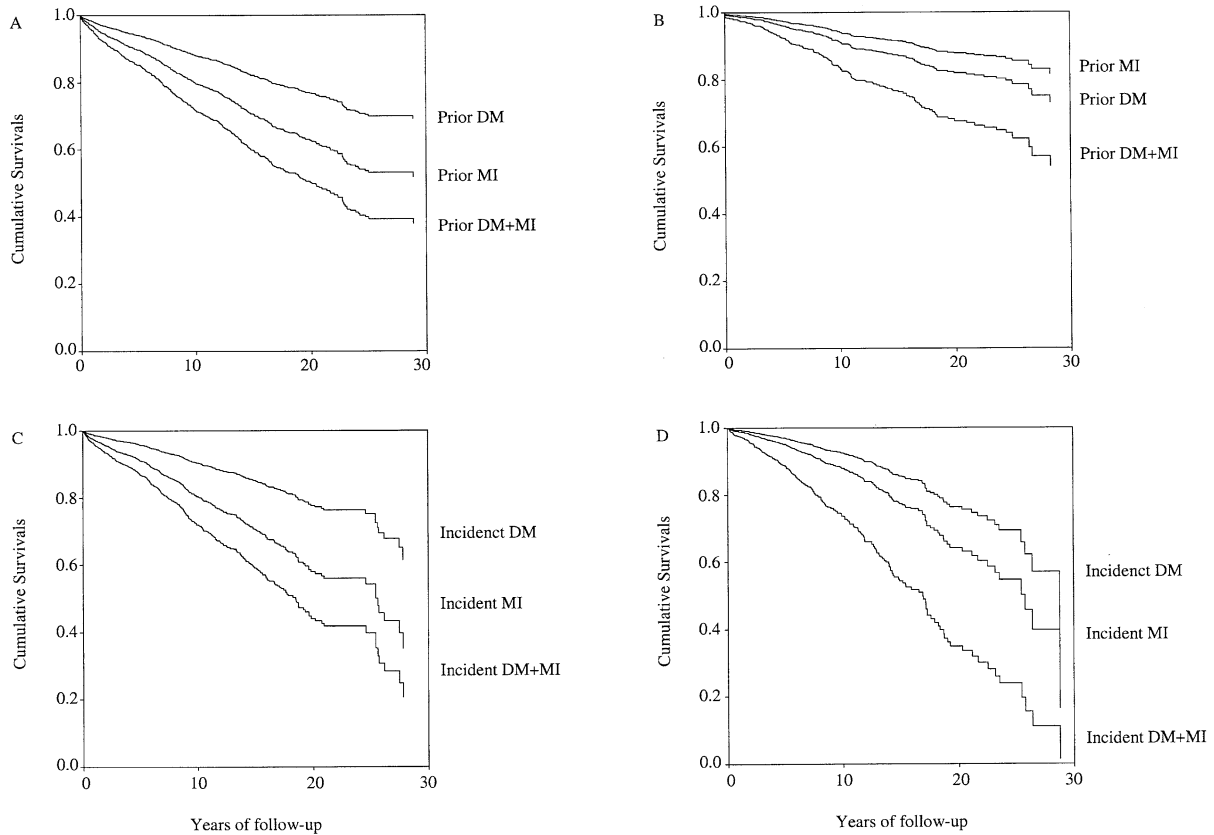 A
Cumulative Survivals
1.0
0.8
0.6
0.4
0.2
0.0
0
10
20
30
Prior DM
Prior MI
Prior DM+MI
B
Cumulative Survivals
1.0
0.8
0.6
0.4
0.2
0.0
0
10
20
30
Prior MI
Prior DM
Prior DM+MI
C
Cumulative Survivals
1.0
0.8
0.6
0.4
0.2
0.0
0
10
20
30
Incidenct DM
Incident MI
Incident DM+MI
Years of follow-up
D
Cumulative Survivals
1.0
0.8
0.6
0.4
0.2
0.0
0
10
20
30
Incidenct DM
Incident MI
Incident DM+MI
Years of follow-up